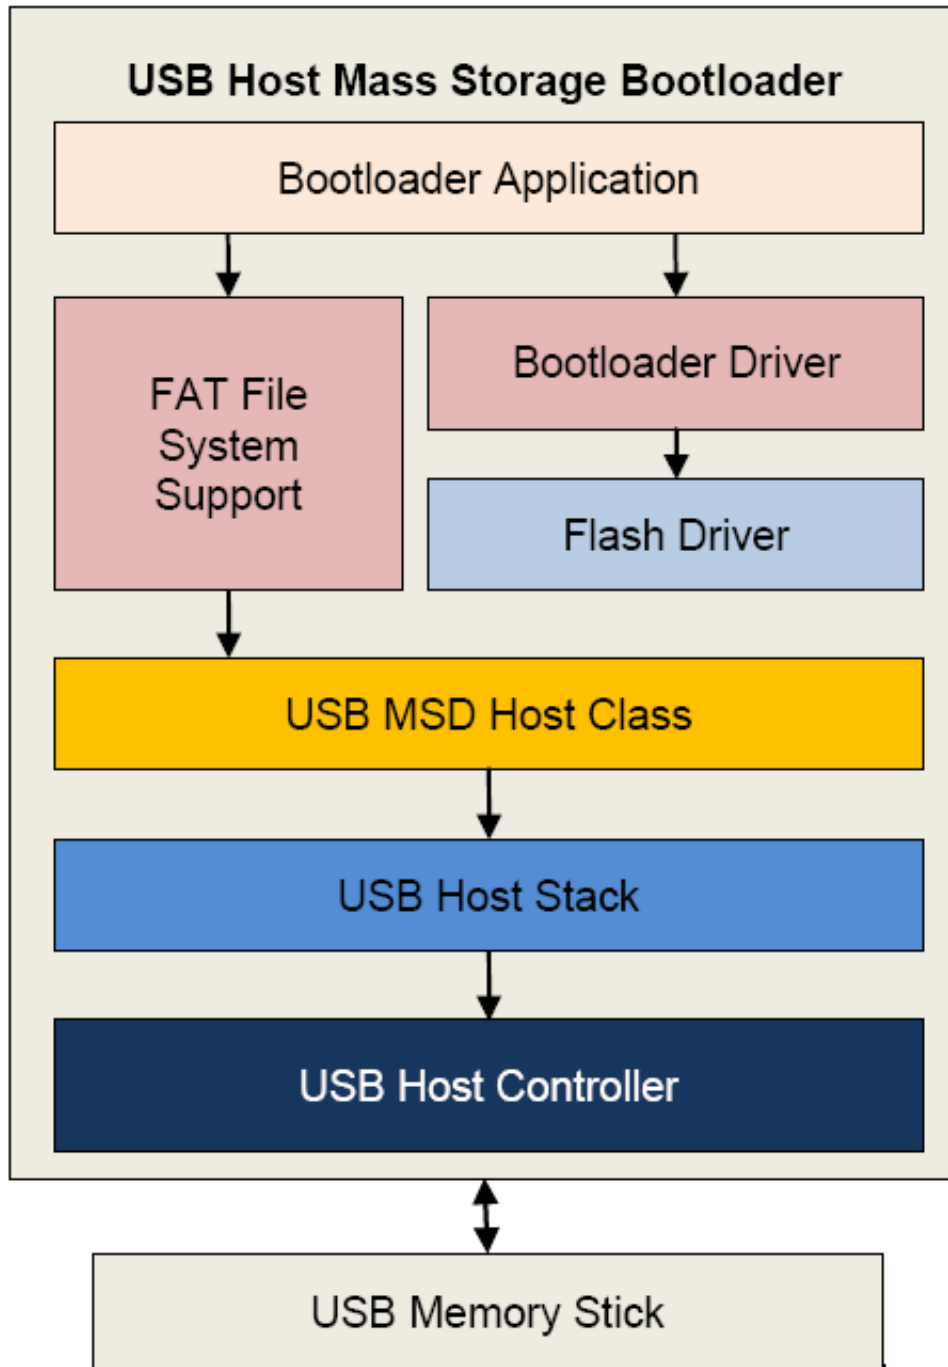 USB Host Mass Storage Bootloader
Bootloader Application
FAT File
System
Support
Bootloader Driver
Flash Driver
USB MSD Host Class
USB Host Stack
USB Host Controller
USB Memory Stick